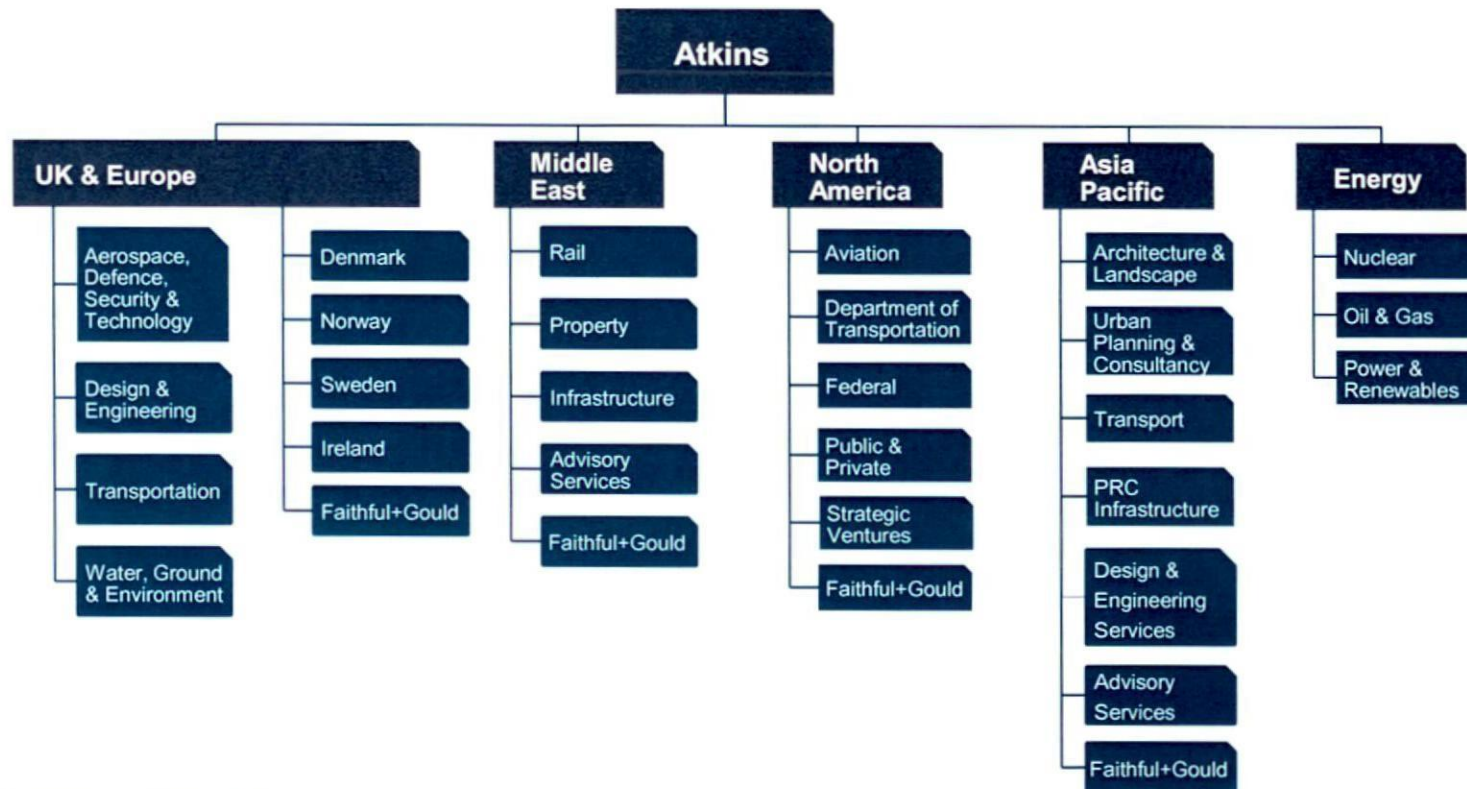 Atkins
UK & Europe
Aerospace,
Defence,
Security &
Technology
Design &
Engineering
Transportation
Water, Ground
& Environment
Denmark
Norway
Sweden
Ireland
Faithful+Gould
Middle
East
Rail
Property
Infrastructure
Advisory
Services
Faithful+Gould
North
America
Aviation
Department of
Transportation
Federal
Public &
Private
Strategic
Ventures
Faithful+Gould
Asia
Pacific
Architecture &
Landscape
Urban
Planning &
Consultancy
Transport
PRC
Infrastructure
Design &
Engineering
Services
Advisory
Services
Faithful+Gould
Energy
Nuclear
Oil & Gas
Power &
Renewables